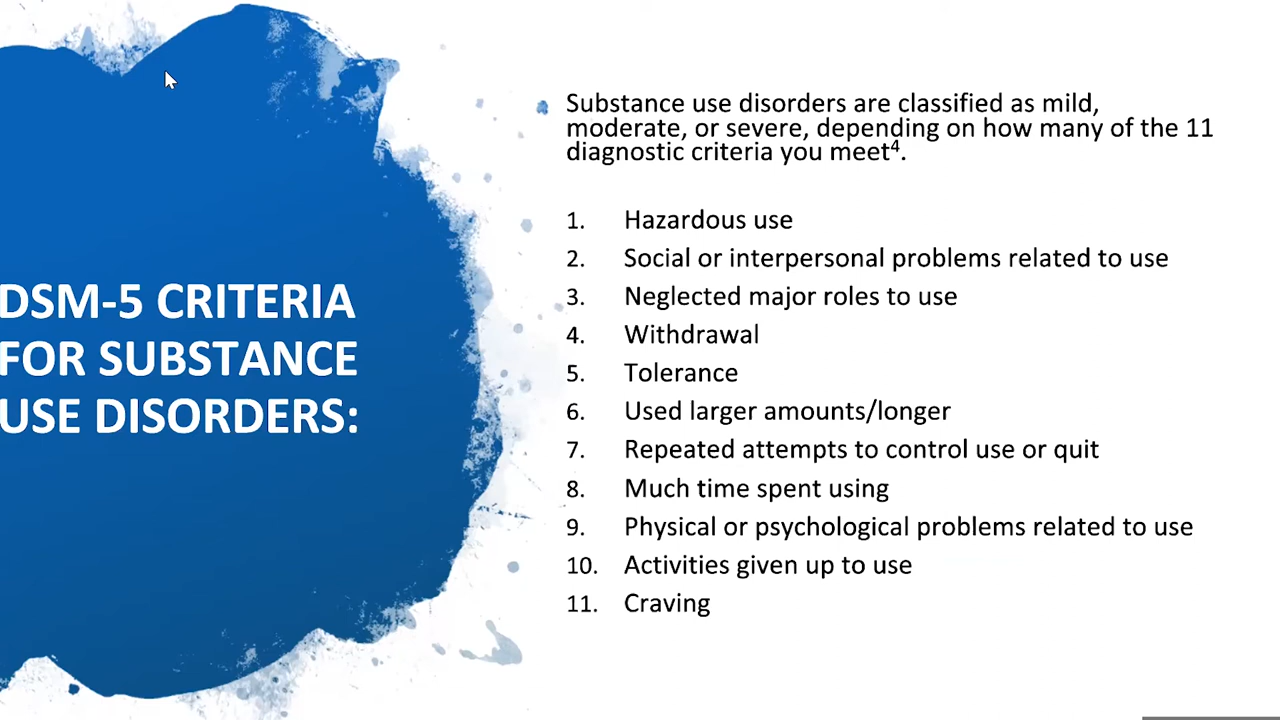 DSM-5 CRITERIA
FOR SUBSTANCE
USE DISORDERS:
Substance use disorders are classified as mild,
moderate, or severe, depending on how many of the 11
diagnostic criteria you meet⁴.
1. Hazardous use
2. Social or interpersonal problems related to use
3. Neglected major roles to use
4. Withdrawal
5. Tolerance
6. Used larger amounts/longer
7. Repeated attempts to control use or quit
8. Much time spent using
9. Physical or psychological problems related to use
10. Activities given up to use
11. Craving